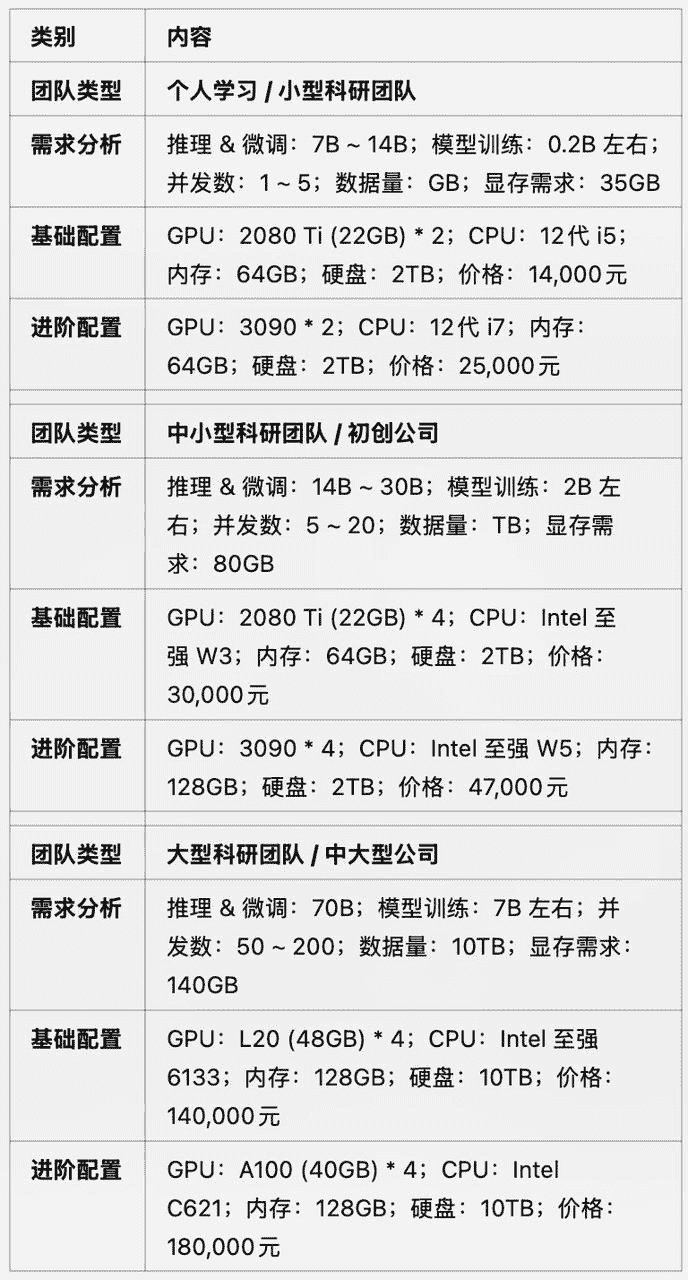 类别 内容
团队类型 个人学习 / 小型科研团队
需求分析 推理 & 微调：7B ~ 14B；模型训练：0.2B 左右；
并发数：1 ~ 5；数据量：GB；显存需求：35GB
基础配置 GPU：2080 Ti (22GB) * 2；CPU：12代 i5；
内存：64GB；硬盘：2TB；价格：14,000元
进阶配置 GPU：3090 * 2；CPU：12代 i7；内存：
64GB；硬盘：2TB；价格：25,000元
团队类型 中小型科研团队 / 初创公司
需求分析 推理 & 微调：14B ~ 30B；模型训练：2B 左
右；并发数：5 ~ 20；数据量：TB；显存需
求：80GB
基础配置 GPU：2080 Ti (22GB) * 4；CPU：Intel 至
强 W3；内存：64GB；硬盘：2TB；价格：
30,000元
进阶配置 GPU：3090 * 4；CPU：Intel 至强 W5；内存：
128GB；硬盘：2TB；价格：47,000元
团队类型 大型科研团队 / 中大型公司
需求分析 推理 & 微调：70B；模型训练：7B 左右；并
发数：50 ~ 200；数据量：10TB；显存需求：
140GB
基础配置 GPU：L20 (48GB) * 4；CPU：Intel 至强
6133；内存：128GB；硬盘：10TB；价格：
140,000元
进阶配置 GPU：A100 (40GB) * 4；CPU：Intel
C621；内存：128GB；硬盘：10TB；价格：
180,000元